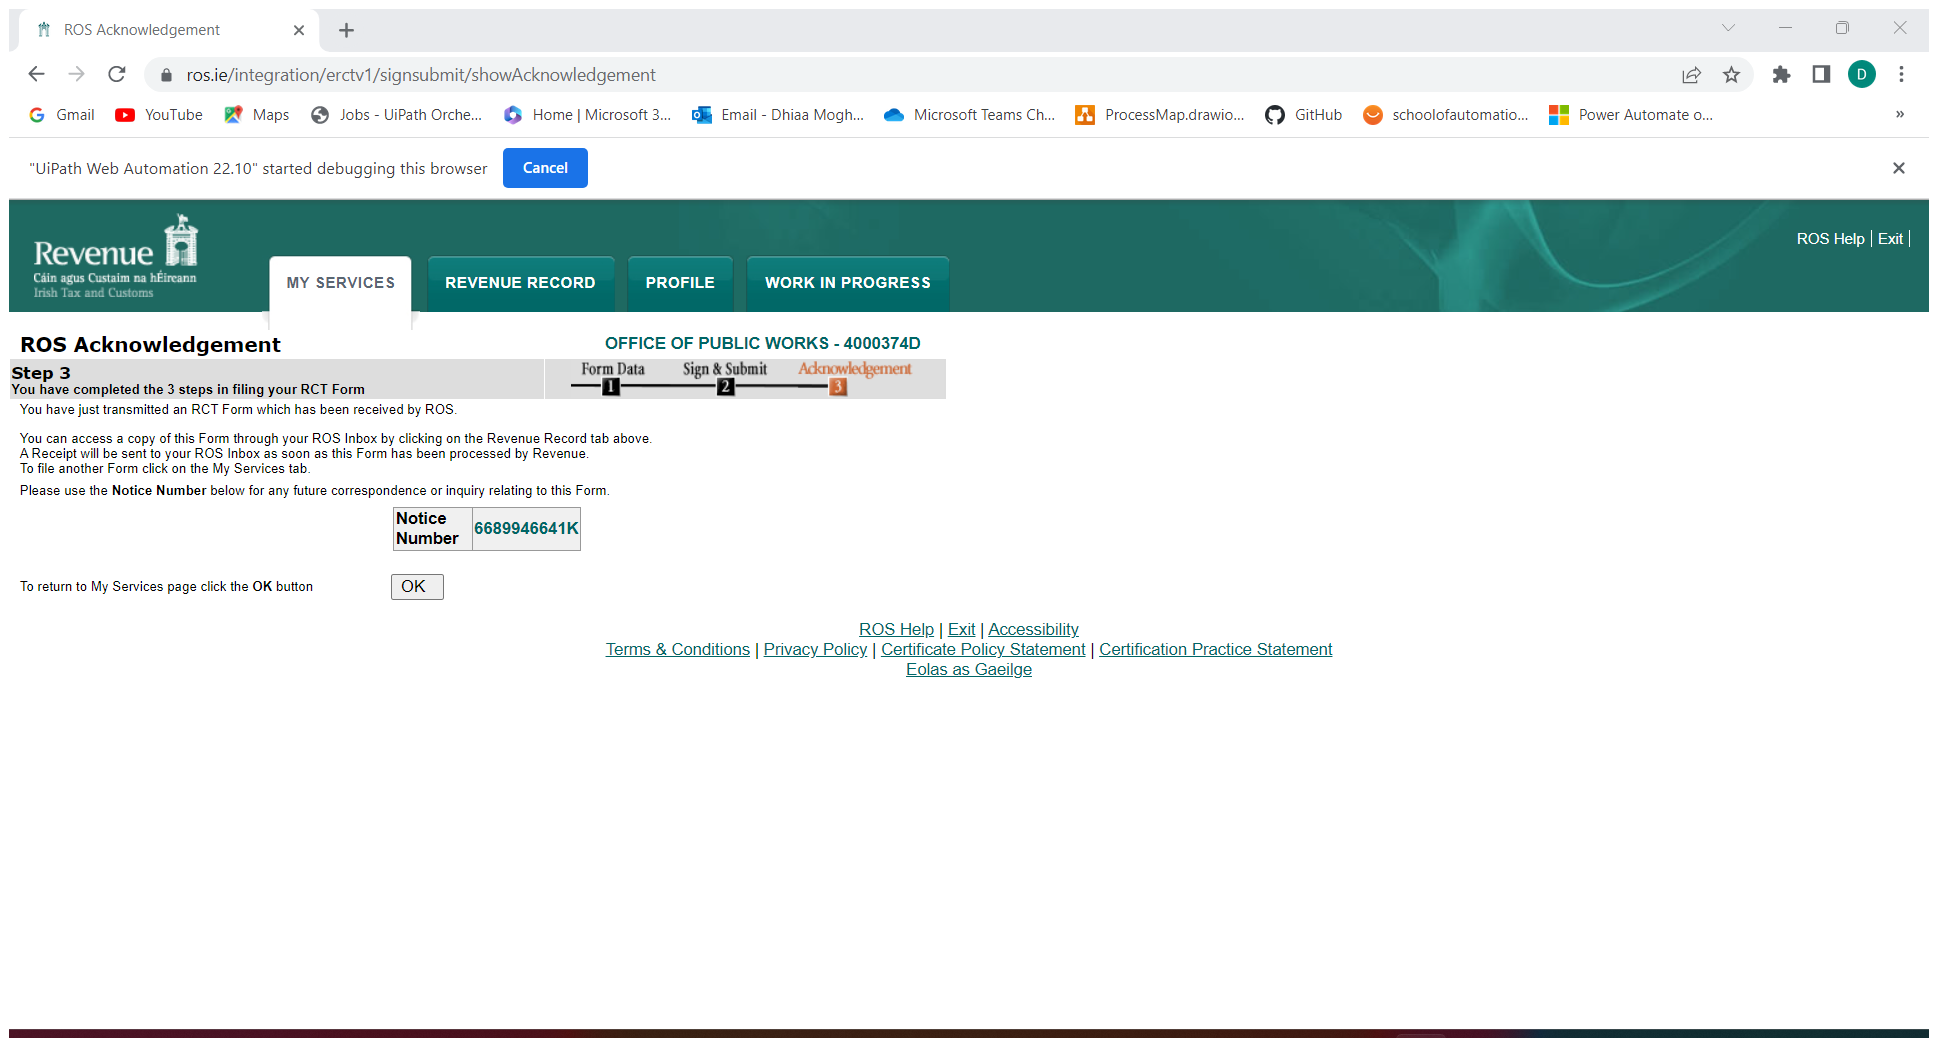 ROS Acknowledgement
ros.ie/integration/erctv1/signsubmit/showAcknowledgement
D
Gmail YouTube Maps Jobs - UiPath Orche... Home | Microsoft 3... Email - Dhiaa Mogh... Microsoft Teams Ch... ProcessMap.drawio... GitHub schoolofautomatio... Power Automate o... »
"UiPath Web Automation 22.10" started debugging this browser Cancel
Revenue
Cáin agus Custaim na hÉireann
Irish Tax and Customs
MY SERVICES REVENUE RECORD PROFILE WORK IN PROGRESS
ROS Help | Exit |
ROS Acknowledgement
OFFICE OF PUBLIC WORKS - 4000374D
Step 3
You have completed the 3 steps in filing your RCT Form
Form Data Sign & Submit Acknowledgement
1 2 3
You have just transmitted an RCT Form which has been received by ROS.
You can access a copy of this Form through your ROS Inbox by clicking on the Revenue Record tab above.
A Receipt will be sent to your ROS Inbox as soon as this Form has been processed by Revenue.
To file another Form click on the My Services tab.
Please use the Notice Number below for any future correspondence or inquiry relating to this Form.
Notice
Number
6689946641K
To return to My Services page click the OK button
OK
ROS Help | Exit | Accessibility
Terms & Conditions | Privacy Policy | Certificate Policy Statement | Certification Practice Statement
Eolas as Gaeilge